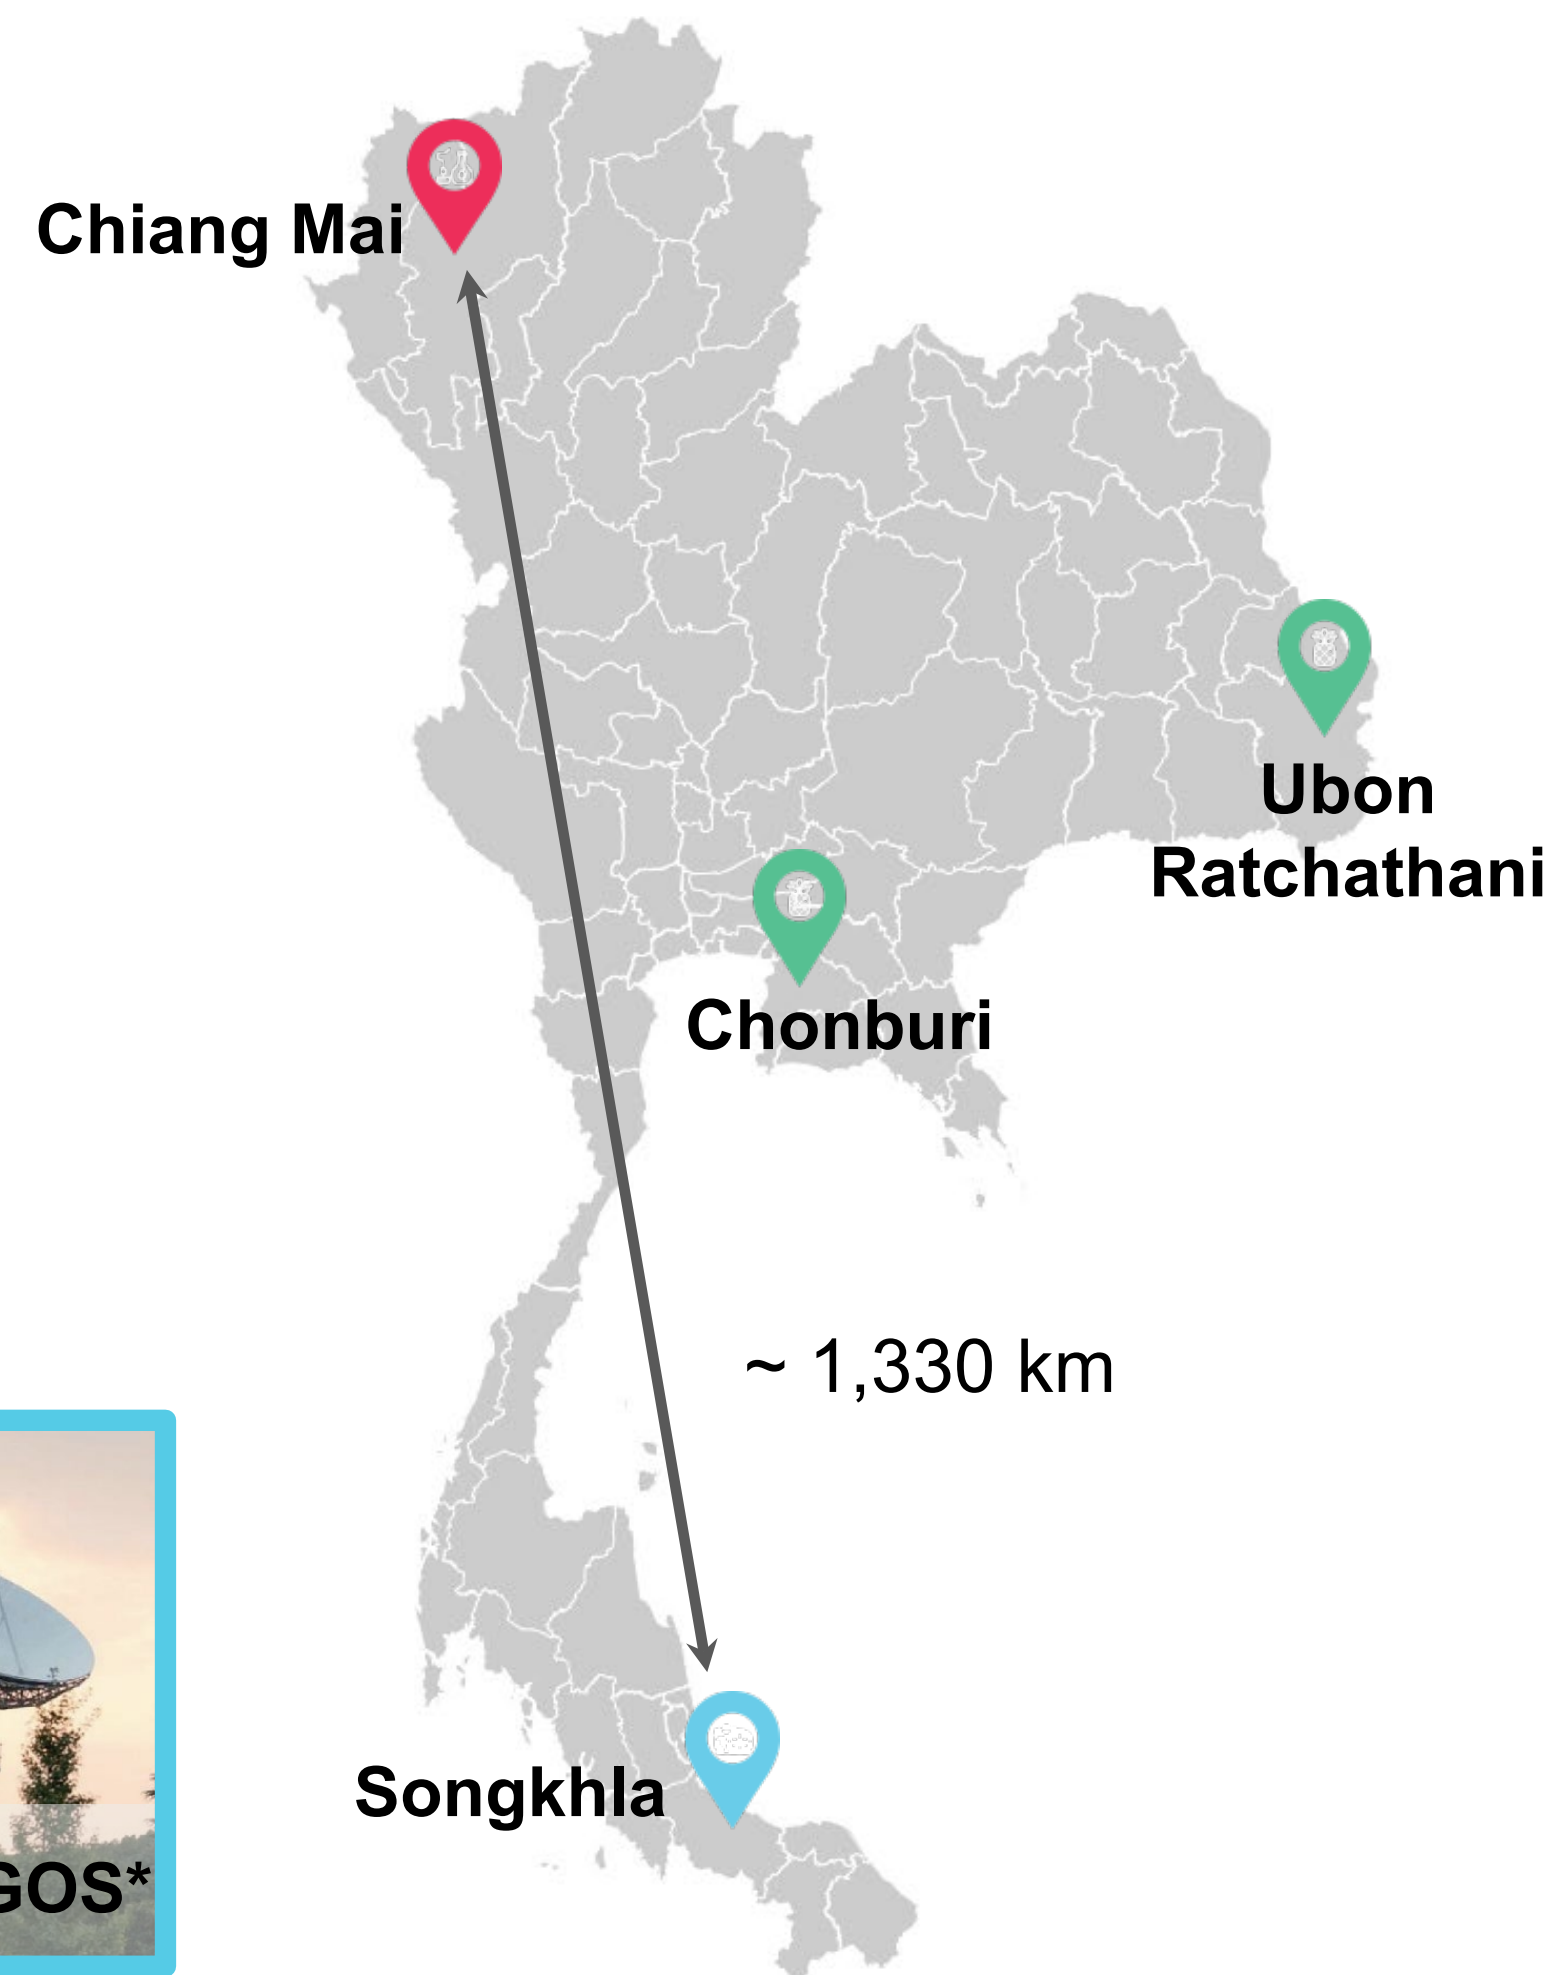 Chiang Mai
Ubon
Ratchathani
Chonburi
~ 1,330 km
Songkhla
GOS*